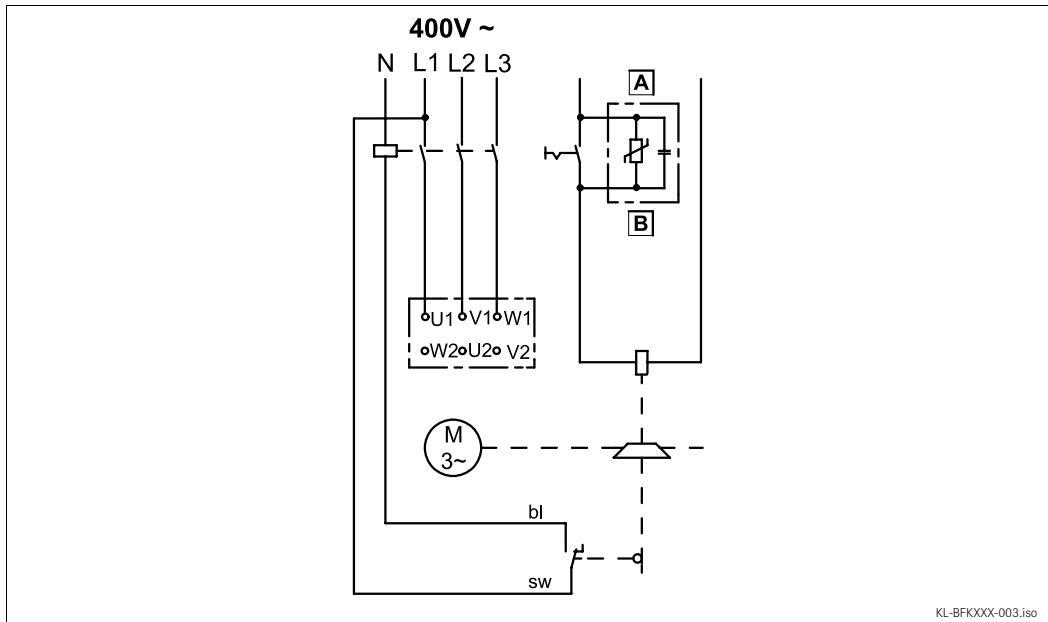 400V ~
N L1 L2 L3
A
B
U1 V1 W1
W2 U2 V2
M
3~
bl
sw
KL-BFKXXX-003.iso